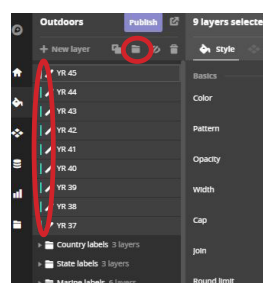 Outdoors
Publish
9 layers selecte
+ New layer
Style
YR 45
YR 44
YR 43
YR 42
YR 41
YR 40
YR 39
YR 38
YR 37
Country labels 3 layers
State labels 3 layers
Marine labels 6 layers
Basics
Color
Pattern
Opacity
Width
Cap
Join
Round limit